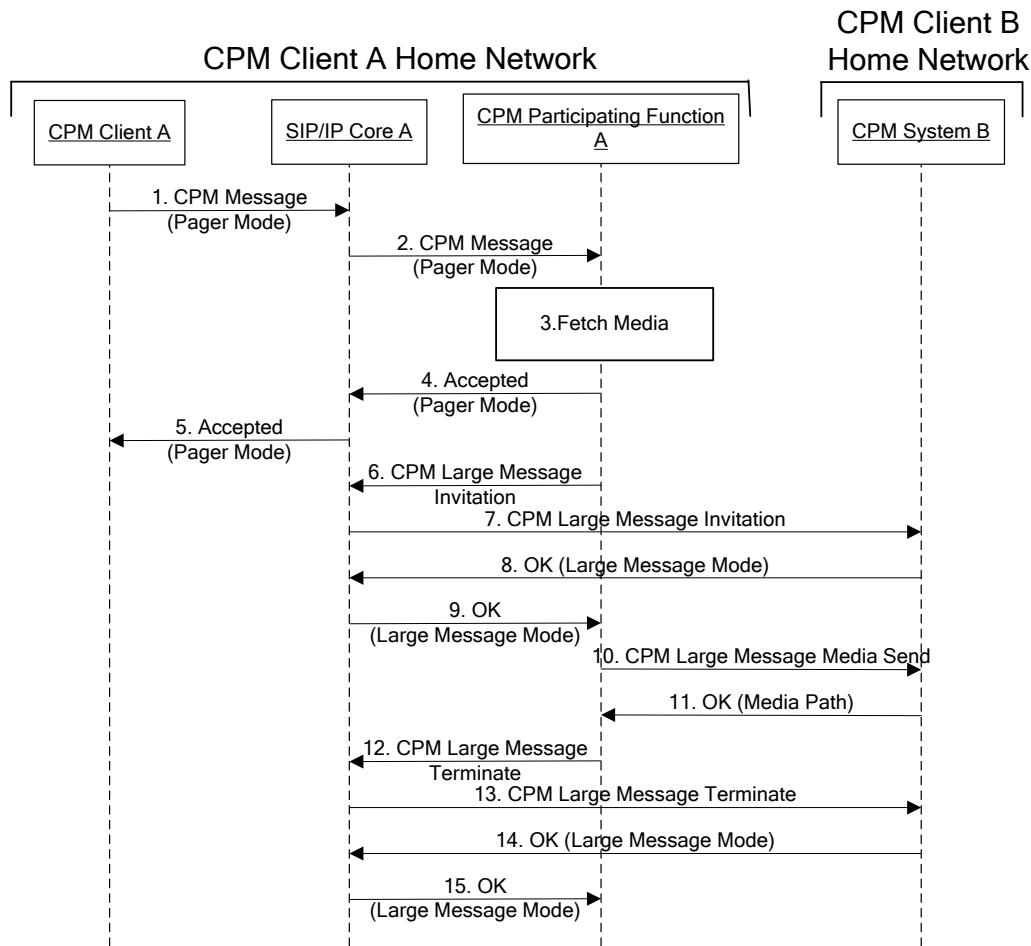 CPM Client B
Home Network
CPM Client A Home Network
CPM Client A
SIP/IP Core A
CPM Participating Function
A
CPM System B
1. CPM Message
(Pager Mode)
2. CPM Message
(Pager Mode)
3.Fetch Media
4. Accepted
(Pager Mode)
5. Accepted
(Pager Mode)
6. CPM Large Message
Invitation
7. CPM Large Message Invitation
8. OK (Large Message Mode)
9. OK
(Large Message Mode)
10. CPM Large Message Media Send
11. OK (Media Path)
12. CPM Large Message
Terminate
13. CPM Large Message Terminate
14. OK (Large Message Mode)
15. OK
(Large Message Mode)